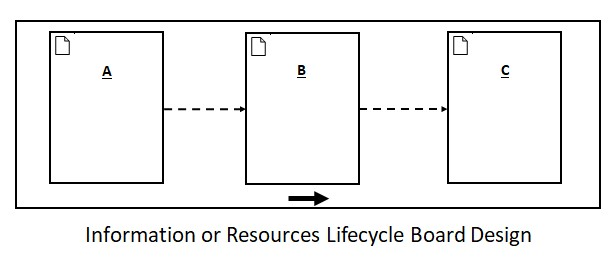 A
B
C
Information or Resources Lifecycle Board Design